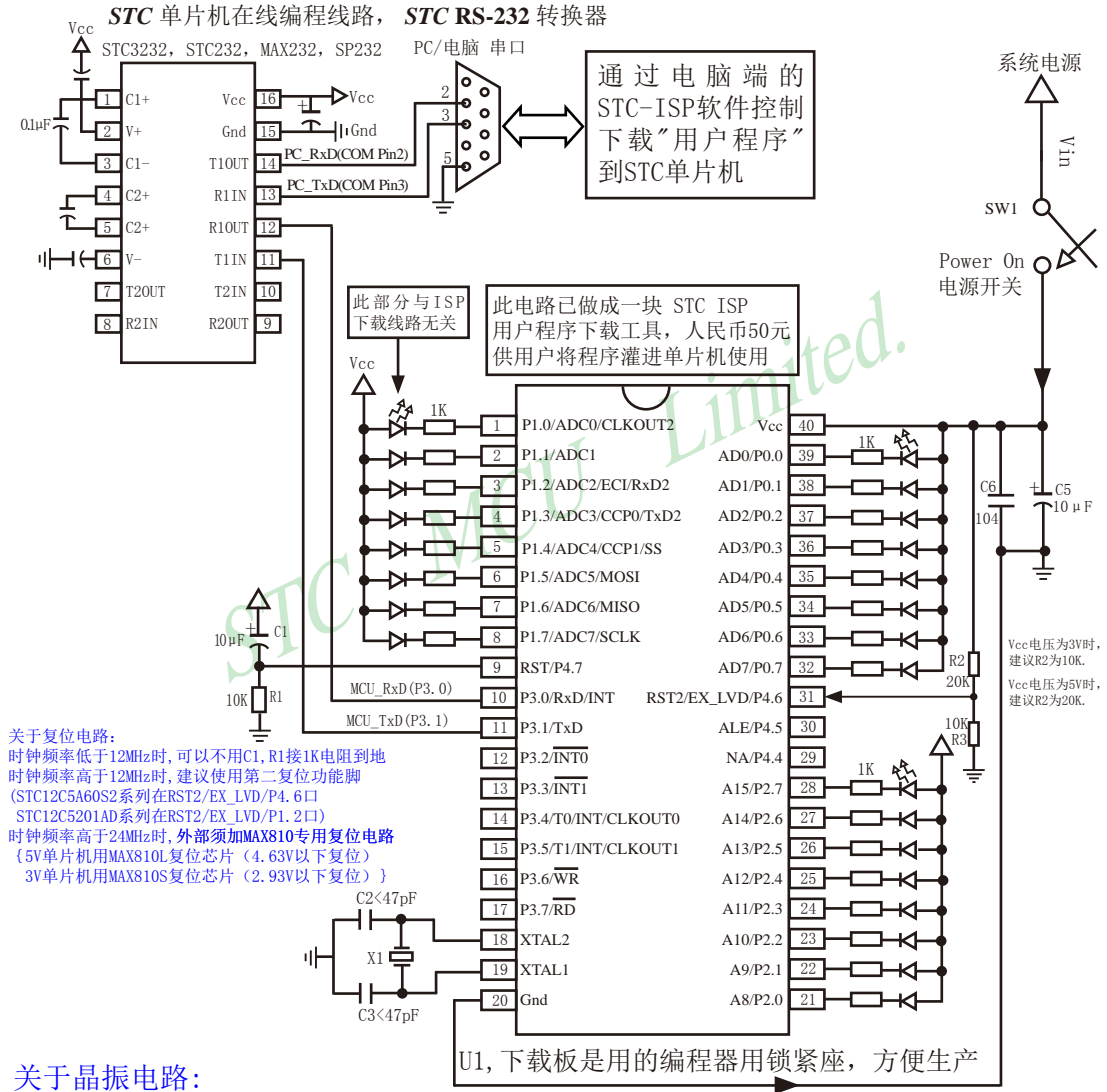 STC 单片机在线编程线路， STC RS-232 转换器
Vcc
STC3232，STC232，MAX232，SP232
PC/电脑 串口
1 C1+
Vcc 16
Vcc
0.1μF
2 V+
Gnd 15
Gnd
3 C1-
T1OUT 14
PC_RxD(COM Pin2)
4 C2+
R1IN 13
PC_TxD(COM Pin3)
5 C2+
R1OUT 12
6 V-
T1IN 11
7 T2OUT
T2IN 10
8 R2IN
R2OUT 9
2
3
5
通过电脑端的
STC-ISP软件控制
下载"用户程序"
到STC单片机
系统电源
Vin
SW1
Power On
电源开关
此部分与ISP
下载线路无关
此电路已做成一块 STC ISP
用户程序下载工具，人民币50元
供用户将程序灌进单片机使用
STC MCU Limited.
Vcc
1K
1 P1.0/ADC0/CLKOUT2
Vcc 40
2 P1.1/ADC1
AD0/P0.0 39
1K
3 P1.2/ADC2/ECI/RxD2
AD1/P0.1 38
4 P1.3/ADC3/CCP0/TxD2
AD2/P0.2 37
5 P1.4/ADC4/CCP1/SS
AD3/P0.3 36
6 P1.5/ADC5/MOSI
AD4/P0.4 35
7 P1.6/ADC6/MISO
AD5/P0.5 34
8 P1.7/ADC7/SCLK
AD6/P0.6 33
9 RST/P4.7
AD7/P0.7 32
10 P3.0/RxD/INT
RST2/EX_LVD/P4.6 31
11 P3.1/TxD
ALE/P4.5 30
12 P3.2/INT0
NA/P4.4 29
13 P3.3/INT1
A15/P2.7 28
1K
14 P3.4/T0/INT/CLKOUT0
A14/P2.6 27
15 P3.5/T1/INT/CLKOUT1
A13/P2.5 26
16 P3.6/WR
A12/P2.4 25
17 P3.7/RD
A11/P2.3 24
18 XTAL2
A10/P2.2 23
19 XTAL1
A9/P2.1 22
20 Gnd
A8/P2.0 21
C6
104
+ C5
10μF
10μF + C1
10K R1
MCU_RxD(P3.0)
MCU_TxD(P3.1)
R2
20K
10K
R3
Vcc电压为3V时，
建议R2为10K.
Vcc电压为5V时，
建议R2为20K.
关于复位电路：
时钟频率低于12MHz时,可以不用C1,R1接1K电阻到地
时钟频率高于12MHz时,建议使用第二复位功能脚
(STC12C5A60S2系列在RST2/EX_LVD/P4.6口
STC12C5201AD系列在RST2/EX_LVD/P1.2口)
时钟频率高于24MHz时,外部须加MAX810专用复位电路
{5V单片机用MAX810L复位芯片（4.63V以下复位）
3V单片机用MAX810S复位芯片（2.93V以下复位）}
C2<47pF
X1
C3<47pF
U1,下载板是用的编程器用锁紧座，方便生产
关于晶振电路：